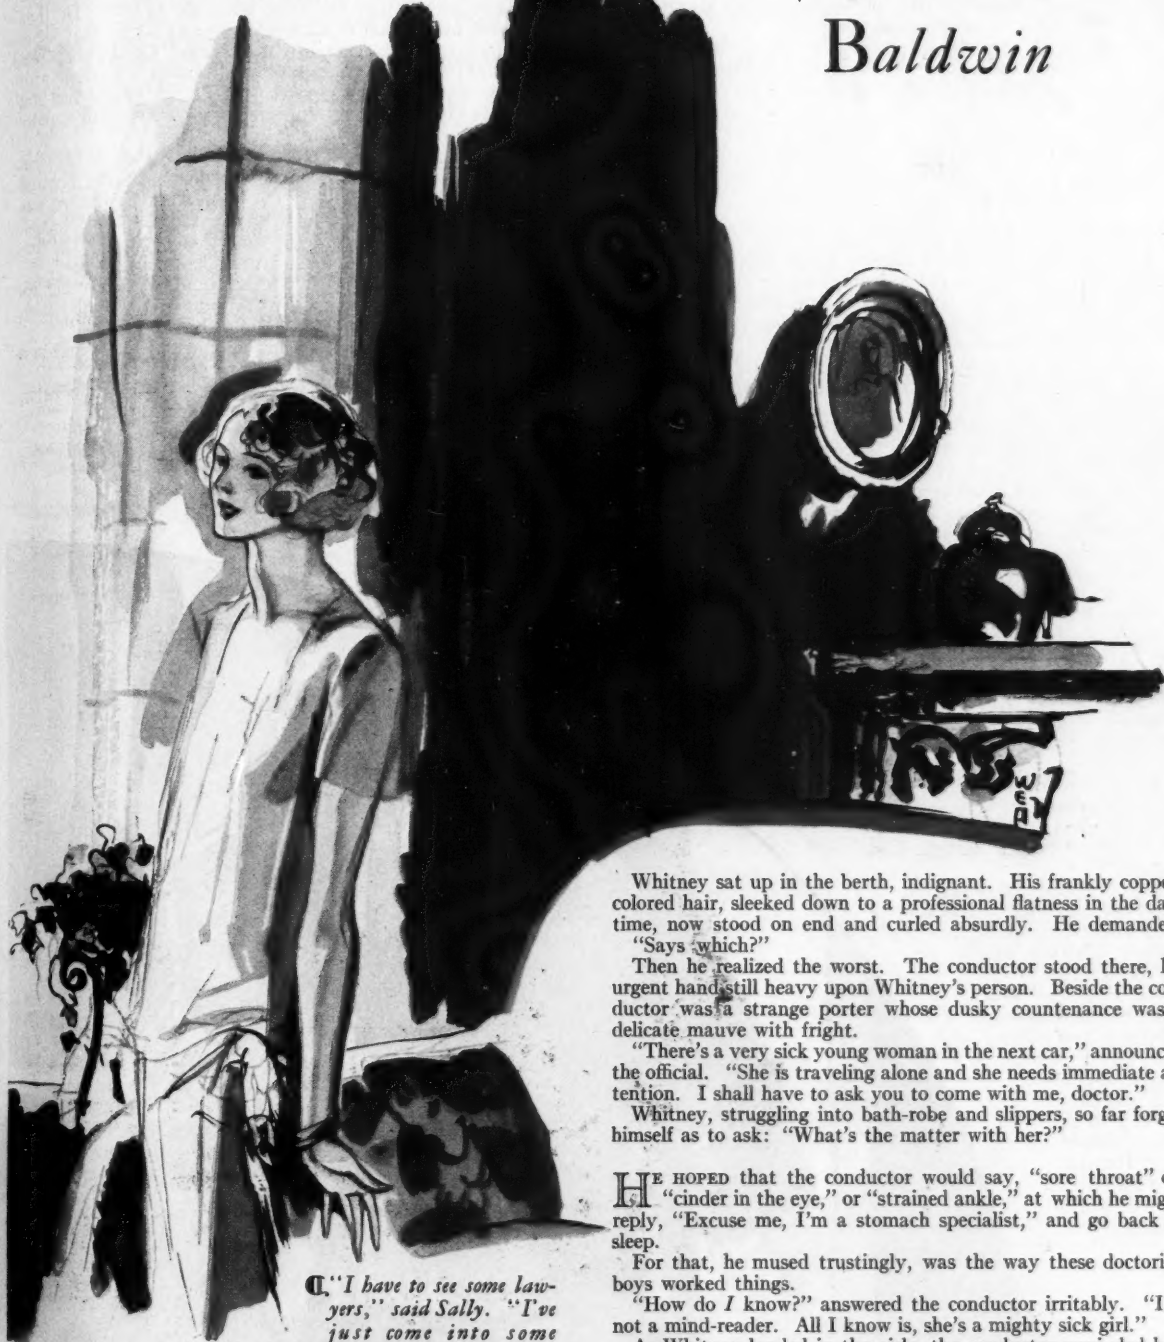 Baldwin
Whitney sat up in the berth, indignant. His frankly
colored hair, sleeked down to a professional flatness in the
time, now stood on end and curled absurdly. He
"Says which?"
Then he realized the worst. The conductor stood there,
urgent hand still heavy upon Whitney's person. Beside the
ductor was a strange porter whose dusky countenance was
delicate mauve with fright.
"There's a very sick young woman in the next car,"
the official. "She is traveling alone and she needs immediate
tention. I shall have to ask you to come with me, doctor."
Whitney, struggling into bath-robe and slippers, so far
himself as to ask: "What's the matter with her?"
HE HOPED that the conductor would say, "sore throat"
"cinder in the eye," or "strained ankle," at which he
reply, "Excuse me, I'm a stomach specialist," and go back
sleep.
For that, he mused trustingly, was the way these
boys worked things.
"How do I know?" answered the conductor irritably.
not a mind-reader. All I know is, she's a mighty sick girl."
"I have to see some law-
yers," said Sally. "I've
just come into some